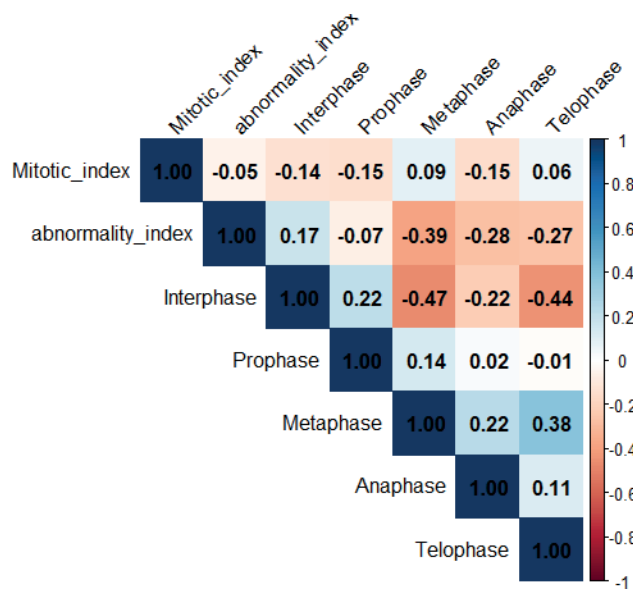 Mitotic_index
abnormality_index
Interphase
Prophase
Metaphase
Anaphase
Telophase
Mitotic_index 1.00 -0.05 -0.14 -0.15 0.09 -0.15 0.06
abnormality_index 1.00 0.17 -0.07 -0.39 -0.28 -0.27
Interphase 1.00 0.22 -0.47 -0.22 -0.44
Prophase 1.00 0.14 0.02 -0.01
Metaphase 1.00 0.22 0.38
Anaphase 1.00 0.11
Telophase 1.00
1
0.8
0.6
0.4
0.2
0
-0.2
-0.4
-0.6
-0.8
-1